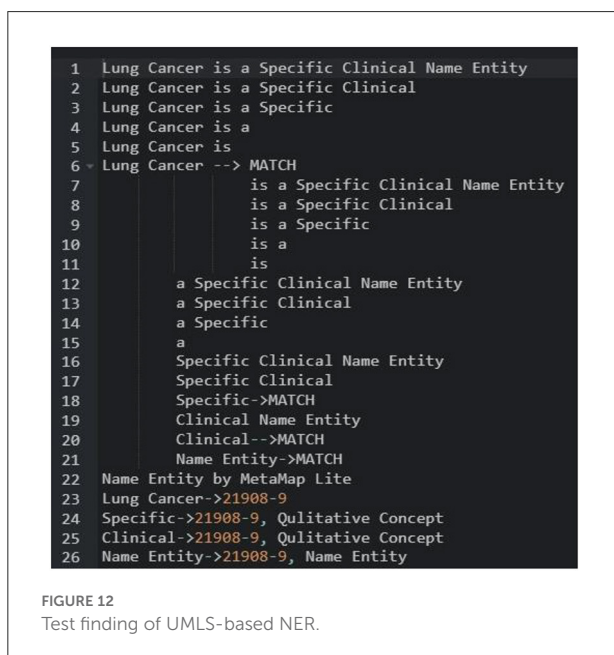 1 Lung Cancer is a Specific Clinical Name Entity
2 Lung Cancer is a Specific Clinical
3 Lung Cancer is a Specific
4 Lung Cancer is a
5 Lung Cancer is
6 Lung Cancer --> MATCH
7 is a Specific Clinical Name Entity
8 is a Specific Clinical
9 is a Specific
10 is a
11 is
12 a Specific Clinical Name Entity
13 a Specific Clinical
14 a Specific
15 a
16 Specific Clinical Name Entity
17 Specific Clinical
18 Specific->MATCH
19 Clinical Name Entity
20 Clinical-->MATCH
21 Name Entity->MATCH
22 Name Entity by MetaMap Lite
23 Lung Cancer->21908-9
24 Specific->21908-9, Qulitative Concept
25 Clinical->21908-9, Qulitative Concept
26 Name Entity->21908-9, Name Entity
FIGURE 12
Test finding of UMLS-based NER.